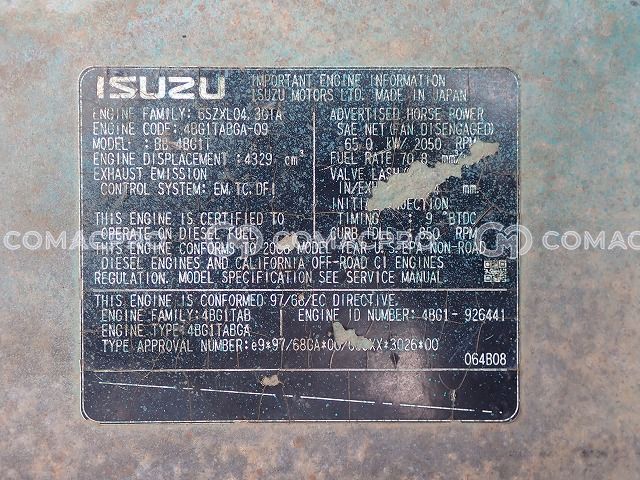 ISUZU
IMPORTANT ENGINE INFORMATION
ISUZU MOTORS LTD. MADE IN JAPAN
ENGINE FAMILY: 6SZXL04.3GTA
ENGINE CODE: 4BG1TABGA-09
MODEL: BB-4BG1T
ENGINE DISPLACEMENT: 4329 cm³
EXHAUST EMISSION
CONTROL SYSTEM: EM,TC,DFI
ADVERTISED HORSE POWER
SAE NET (FAN DISENGAGED)
65.0 kW/ 2050 RPM
FUEL RATE 70.8 mm³
VALVE LASH
IN/EX mm
INITIAL INJECTION
TIMING : 9 °BTDC
CURB IDLE : 850 RPM
THIS ENGINE IS CERTIFIED TO
OPERATE ON DIESEL FUEL
THIS ENGINE CONFORMS TO 2006 MODEL YEAR U.S. EPA NON-ROAD
DIESEL ENGINES AND CALIFORNIA OFF-ROAD CI ENGINES
REGULATION. MODEL SPECIFICATION SEE SERVICE MANUAL.
THIS ENGINE IS CONFORMED 97/68/EC DIRECTIVE.
ENGINE FAMILY:4BG1TAB
ENGINE ID NUMBER: 4BG1- 926441
ENGINE TYPE:4BG1TABGA
TYPE APPROVAL NUMBER:e9*97/68GA*00/ XX*3026*00
064B08
COMAC
COMAC